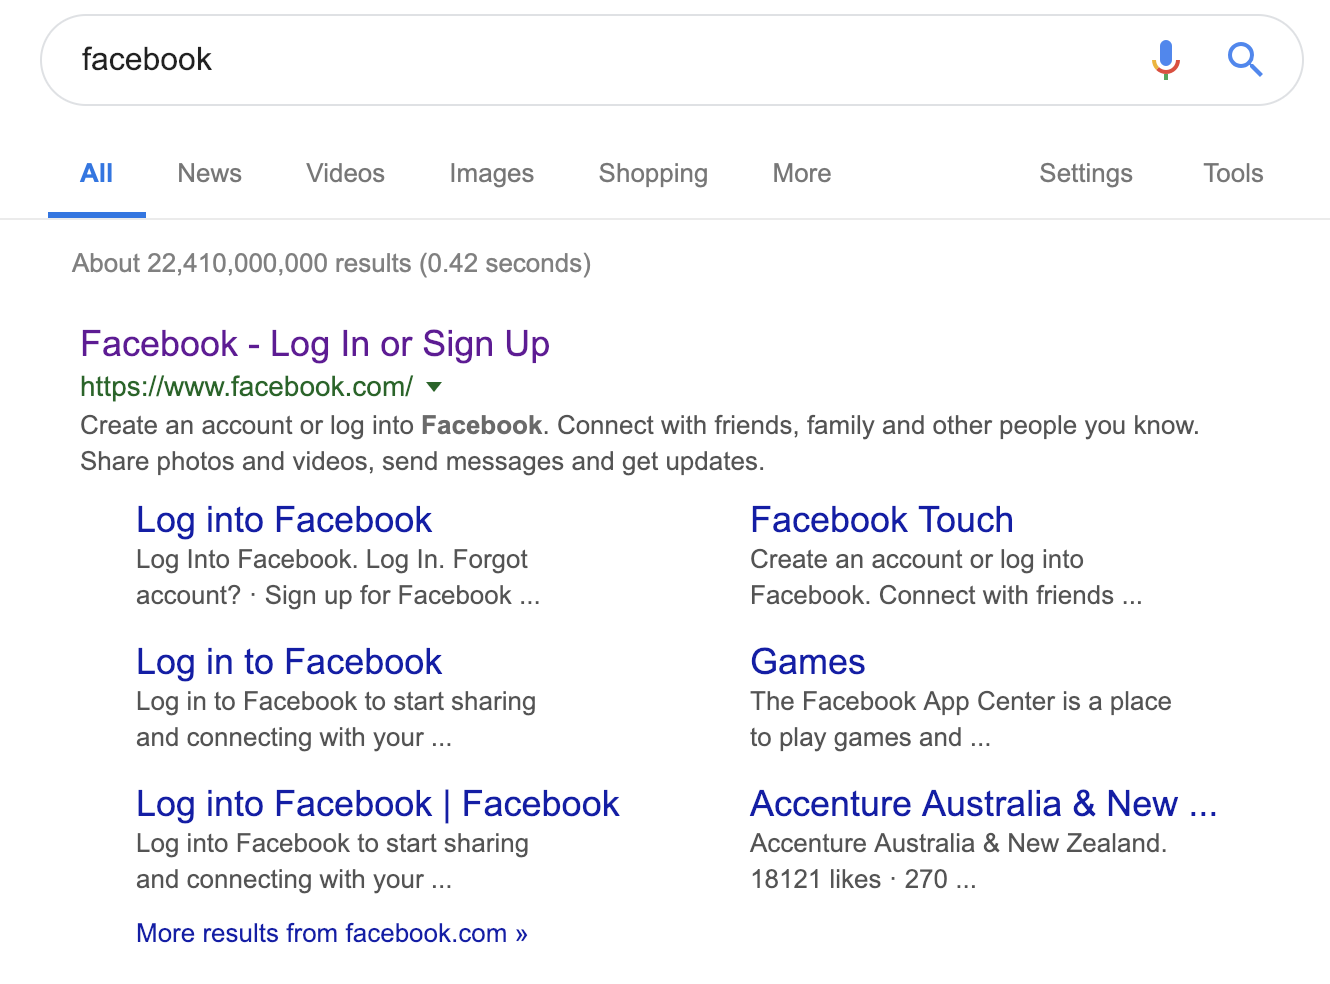 facebook
All News Videos Images Shopping More Settings Tools
About 22,410,000,000 results (0.42 seconds)
Facebook - Log In or Sign Up
https://www.facebook.com/
Create an account or log into Facebook. Connect with friends, family and other people you know.
Share photos and videos, send messages and get updates.
Log into Facebook
Log Into Facebook. Log In. Forgot
account? · Sign up for Facebook ...
Facebook Touch
Create an account or log into
Facebook. Connect with friends ...
Log in to Facebook
Log in to Facebook to start sharing
and connecting with your ...
Games
The Facebook App Center is a place
to play games and ...
Log into Facebook | Facebook
Log into Facebook to start sharing
and connecting with your ...
Accenture Australia & New ...
Accenture Australia & New Zealand.
18121 likes · 270 ...
More results from facebook.com »